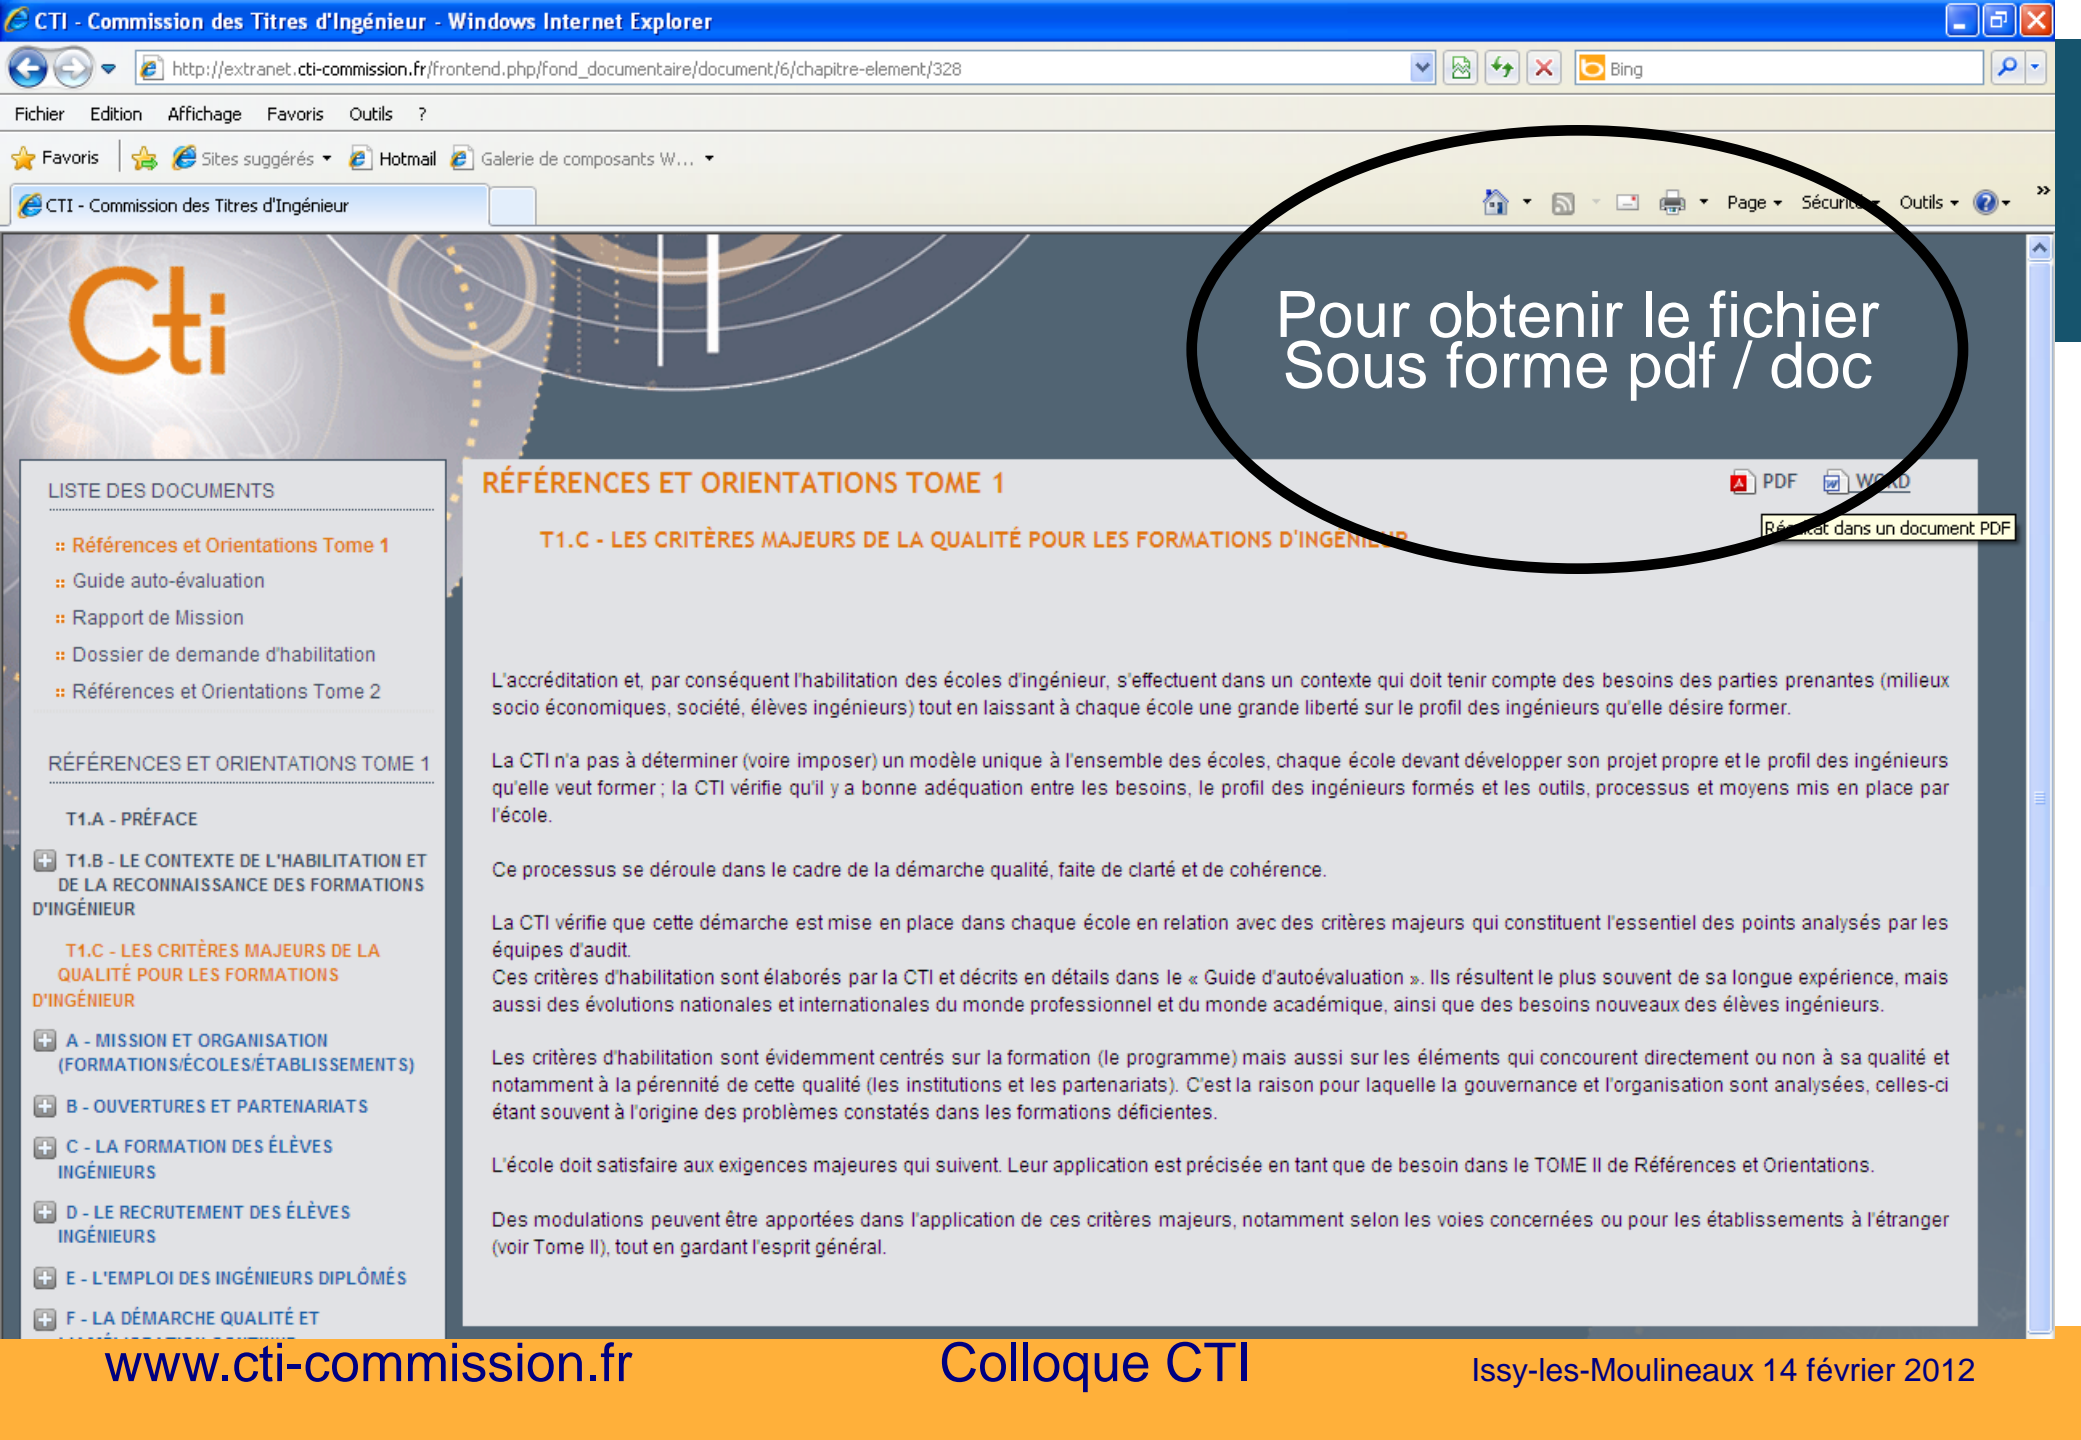 CTI - Commission des Titres d'Ingénieur - Windows Internet Explorer
http://extranet.cti-commission.fr/frontend.php/fond_documentaire/document/6/chapitre-element/328
Bing
Fichier Edition Affichage Favoris Outils ?
Favoris Sites suggérés Hotmail Galerie de composants W...
CTI - Commission des Titres d'Ingénieur
Page Sécurité Outils
Cti
Pour obtenir le fichier
Sous forme pdf / doc
LISTE DES DOCUMENTS
Références et Orientations Tome 1
Guide auto-évaluation
Rapport de Mission
Dossier de demande d'habilitation
Références et Orientations Tome 2
RÉFÉRENCES ET ORIENTATIONS TOME 1
T1.A - PRÉFACE
T1.B - LE CONTEXTE DE L'HABILITATION ET
DE LA RECONNAISSANCE DES FORMATIONS
D'INGÉNIEUR
T1.C - LES CRITÈRES MAJEURS DE LA
QUALITÉ POUR LES FORMATIONS
D'INGÉNIEUR
A - MISSION ET ORGANISATION
(FORMATIONS/ÉCOLES/ÉTABLISSEMENTS)
B - OUVERTURES ET PARTENARIATS
C - LA FORMATION DES ÉLÈVES
INGÉNIEURS
D - LE RECRUTEMENT DES ÉLÈVES
INGÉNIEURS
E - L'EMPLOI DES INGÉNIEURS DIPLÔMÉS
F - LA DÉMARCHE QUALITÉ ET
RÉFÉRENCES ET ORIENTATIONS TOME 1
PDF WORD
Résultat dans un document PDF
T1.C - LES CRITÈRES MAJEURS DE LA QUALITÉ POUR LES FORMATIONS D'INGÉNIEUR
L'accréditation et, par conséquent l'habilitation des écoles d'ingénieur, s'effectuent dans un contexte qui doit tenir compte des besoins des parties prenantes (milieux
socio économiques, société, élèves ingénieurs) tout en laissant à chaque école une grande liberté sur le profil des ingénieurs qu'elle désire former.
La CTI n'a pas à déterminer (voire imposer) un modèle unique à l'ensemble des écoles, chaque école devant développer son projet propre et le profil des ingénieurs
qu'elle veut former ; la CTI vérifie qu'il y a bonne adéquation entre les besoins, le profil des ingénieurs formés et les outils, processus et moyens mis en place par
l'école.
Ce processus se déroule dans le cadre de la démarche qualité, faite de clarté et de cohérence.
La CTI vérifie que cette démarche est mise en place dans chaque école en relation avec des critères majeurs qui constituent l'essentiel des points analysés par les
équipes d'audit.
Ces critères d'habilitation sont élaborés par la CTI et décrits en détails dans le « Guide d'autoévaluation ». Ils résultent le plus souvent de sa longue expérience, mais
aussi des évolutions nationales et internationales du monde professionnel et du monde académique, ainsi que des besoins nouveaux des élèves ingénieurs.
Les critères d'habilitation sont évidemment centrés sur la formation (le programme) mais aussi sur les éléments qui concourent directement ou non à sa qualité et
notamment à la pérennité de cette qualité (les institutions et les partenariats). C'est la raison pour laquelle la gouvernance et l'organisation sont analysées, celles-ci
étant souvent à l'origine des problèmes constatés dans les formations déficientes.
L'école doit satisfaire aux exigences majeures qui suivent. Leur application est précisée en tant que de besoin dans le TOME II de Références et Orientations.
Des modulations peuvent être apportées dans l'application de ces critères majeurs, notamment selon les voies concernées ou pour les établissements à l'étranger
(voir Tome II), tout en gardant l'esprit général.
www.cti-commission.fr
Colloque CTI
Issy-les-Moulineaux 14 février 2012